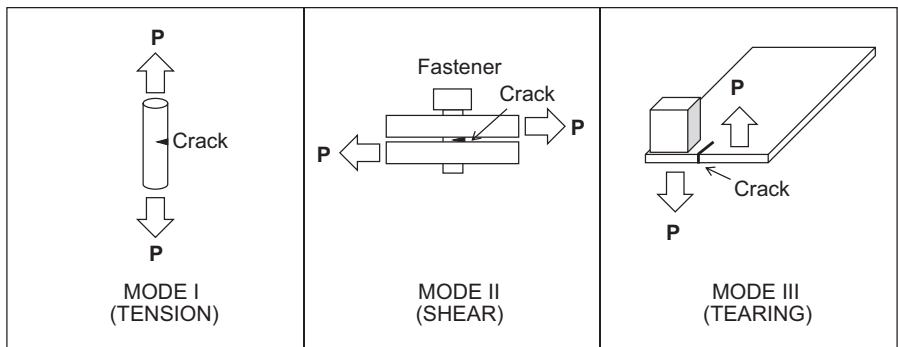 P
Crack
P
MODE I
(TENSION)
Fastener
Crack
P
P
MODE II
(SHEAR)
P
Crack
P
MODE III
(TEARING)